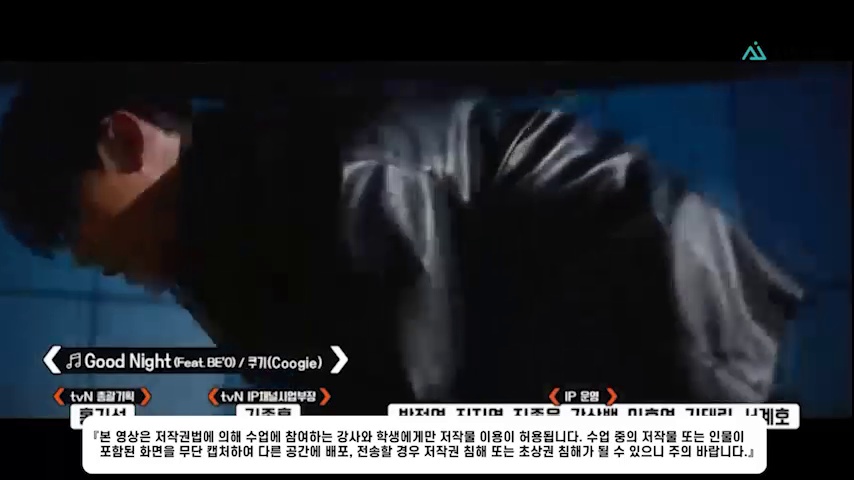 ♫ Good Night (Feat. BE'O) / 쿠기(Coogie)
tvN 총괄기획
tvN IP채널사업부장
IP 운영
『본 영상은 저작권법에 의해 수업에 참여하는 강사와 학생에게만 저작물 이용이 허용됩니다. 수업 중의 저작물 또는 인물이
포함된 화면을 무단 캡처하여 다른 공간에 배포, 전송할 경우 저작권 침해 또는 초상권 침해가 될 수 있으니 주의 바랍니다.』